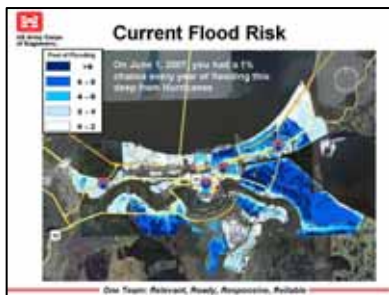 US Army Corps
of Engineers
Current Flood Risk
Feet of Flooding
>8
6 - 8
4 - 6
2 - 4
0 - 2
On June 1, 2007, you had a 1%
chance every year of flooding this
deep from Hurricanes
One Team: Relevant, Ready, Responsive, Reliable